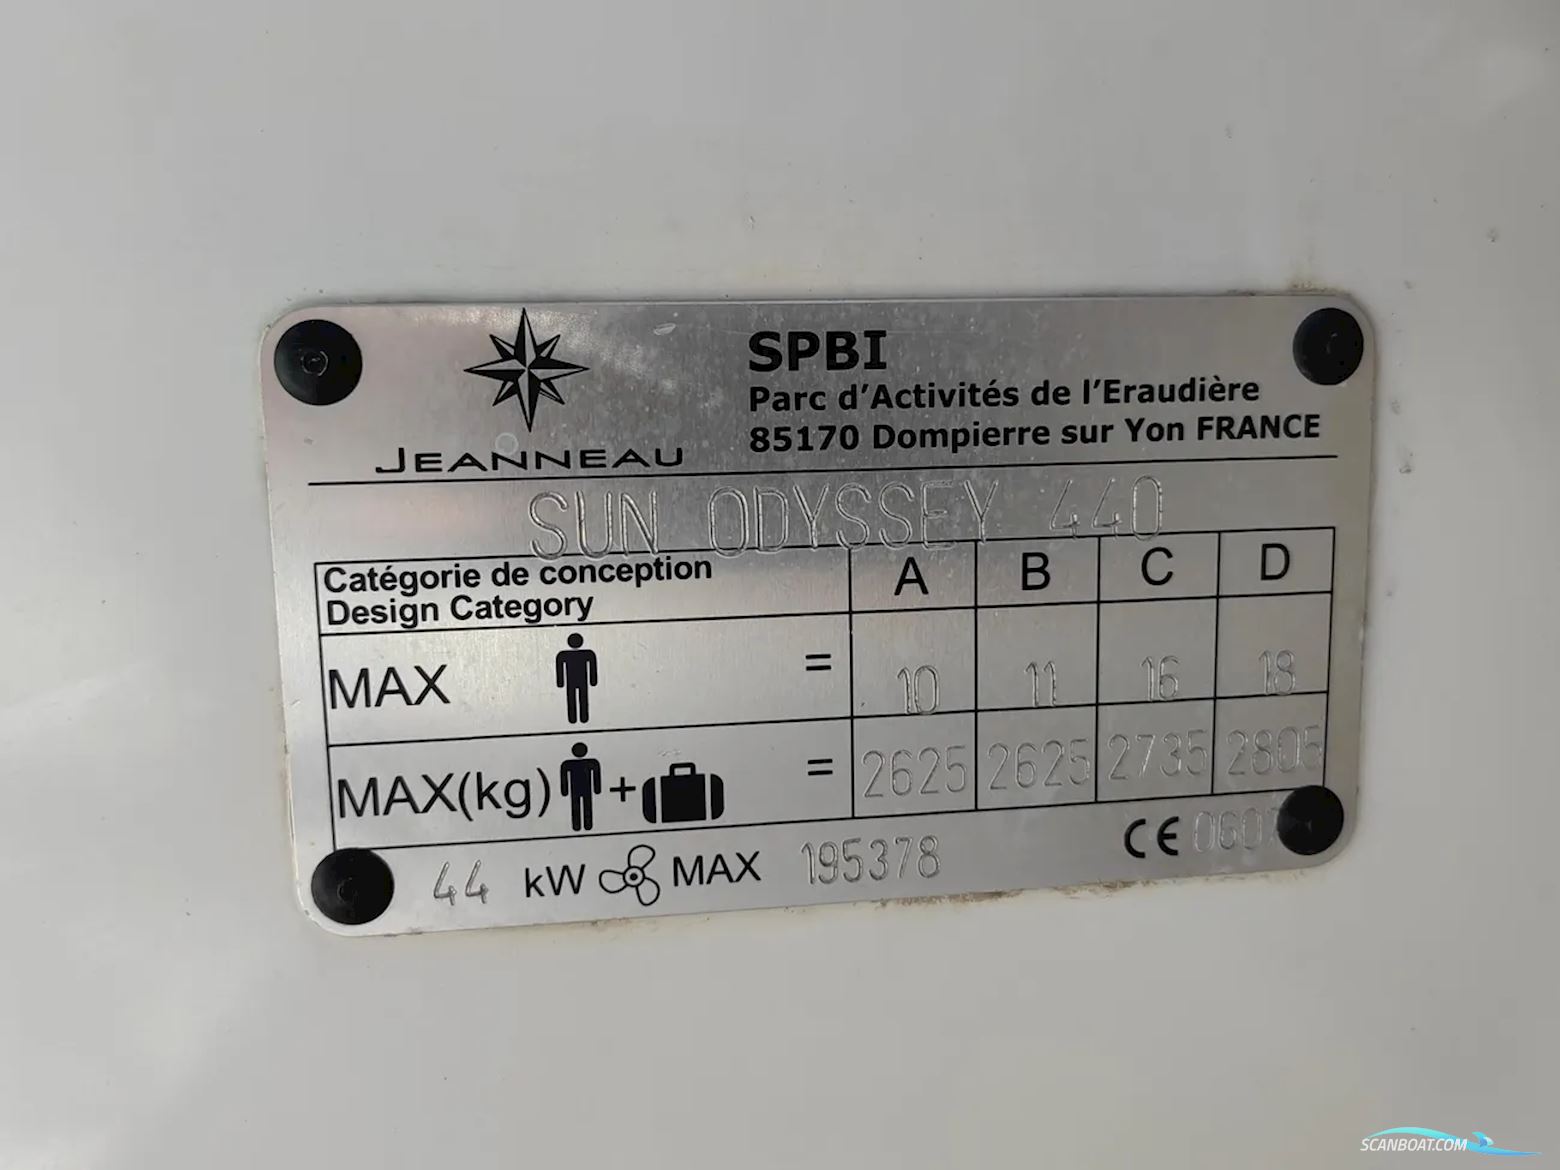 SPBI
Parc d'Activités de l'Eraudière
85170 Dompierre sur Yon FRANCE
JEANNEAU
SUN ODYSSEY 440
Catégorie de conception A B C D
Design Category
MAX = 10 11 16 18
MAX(kg) + = 2625 2625 2735 2805
44 kW MAX 195378 CE
SCANBOAT.COM